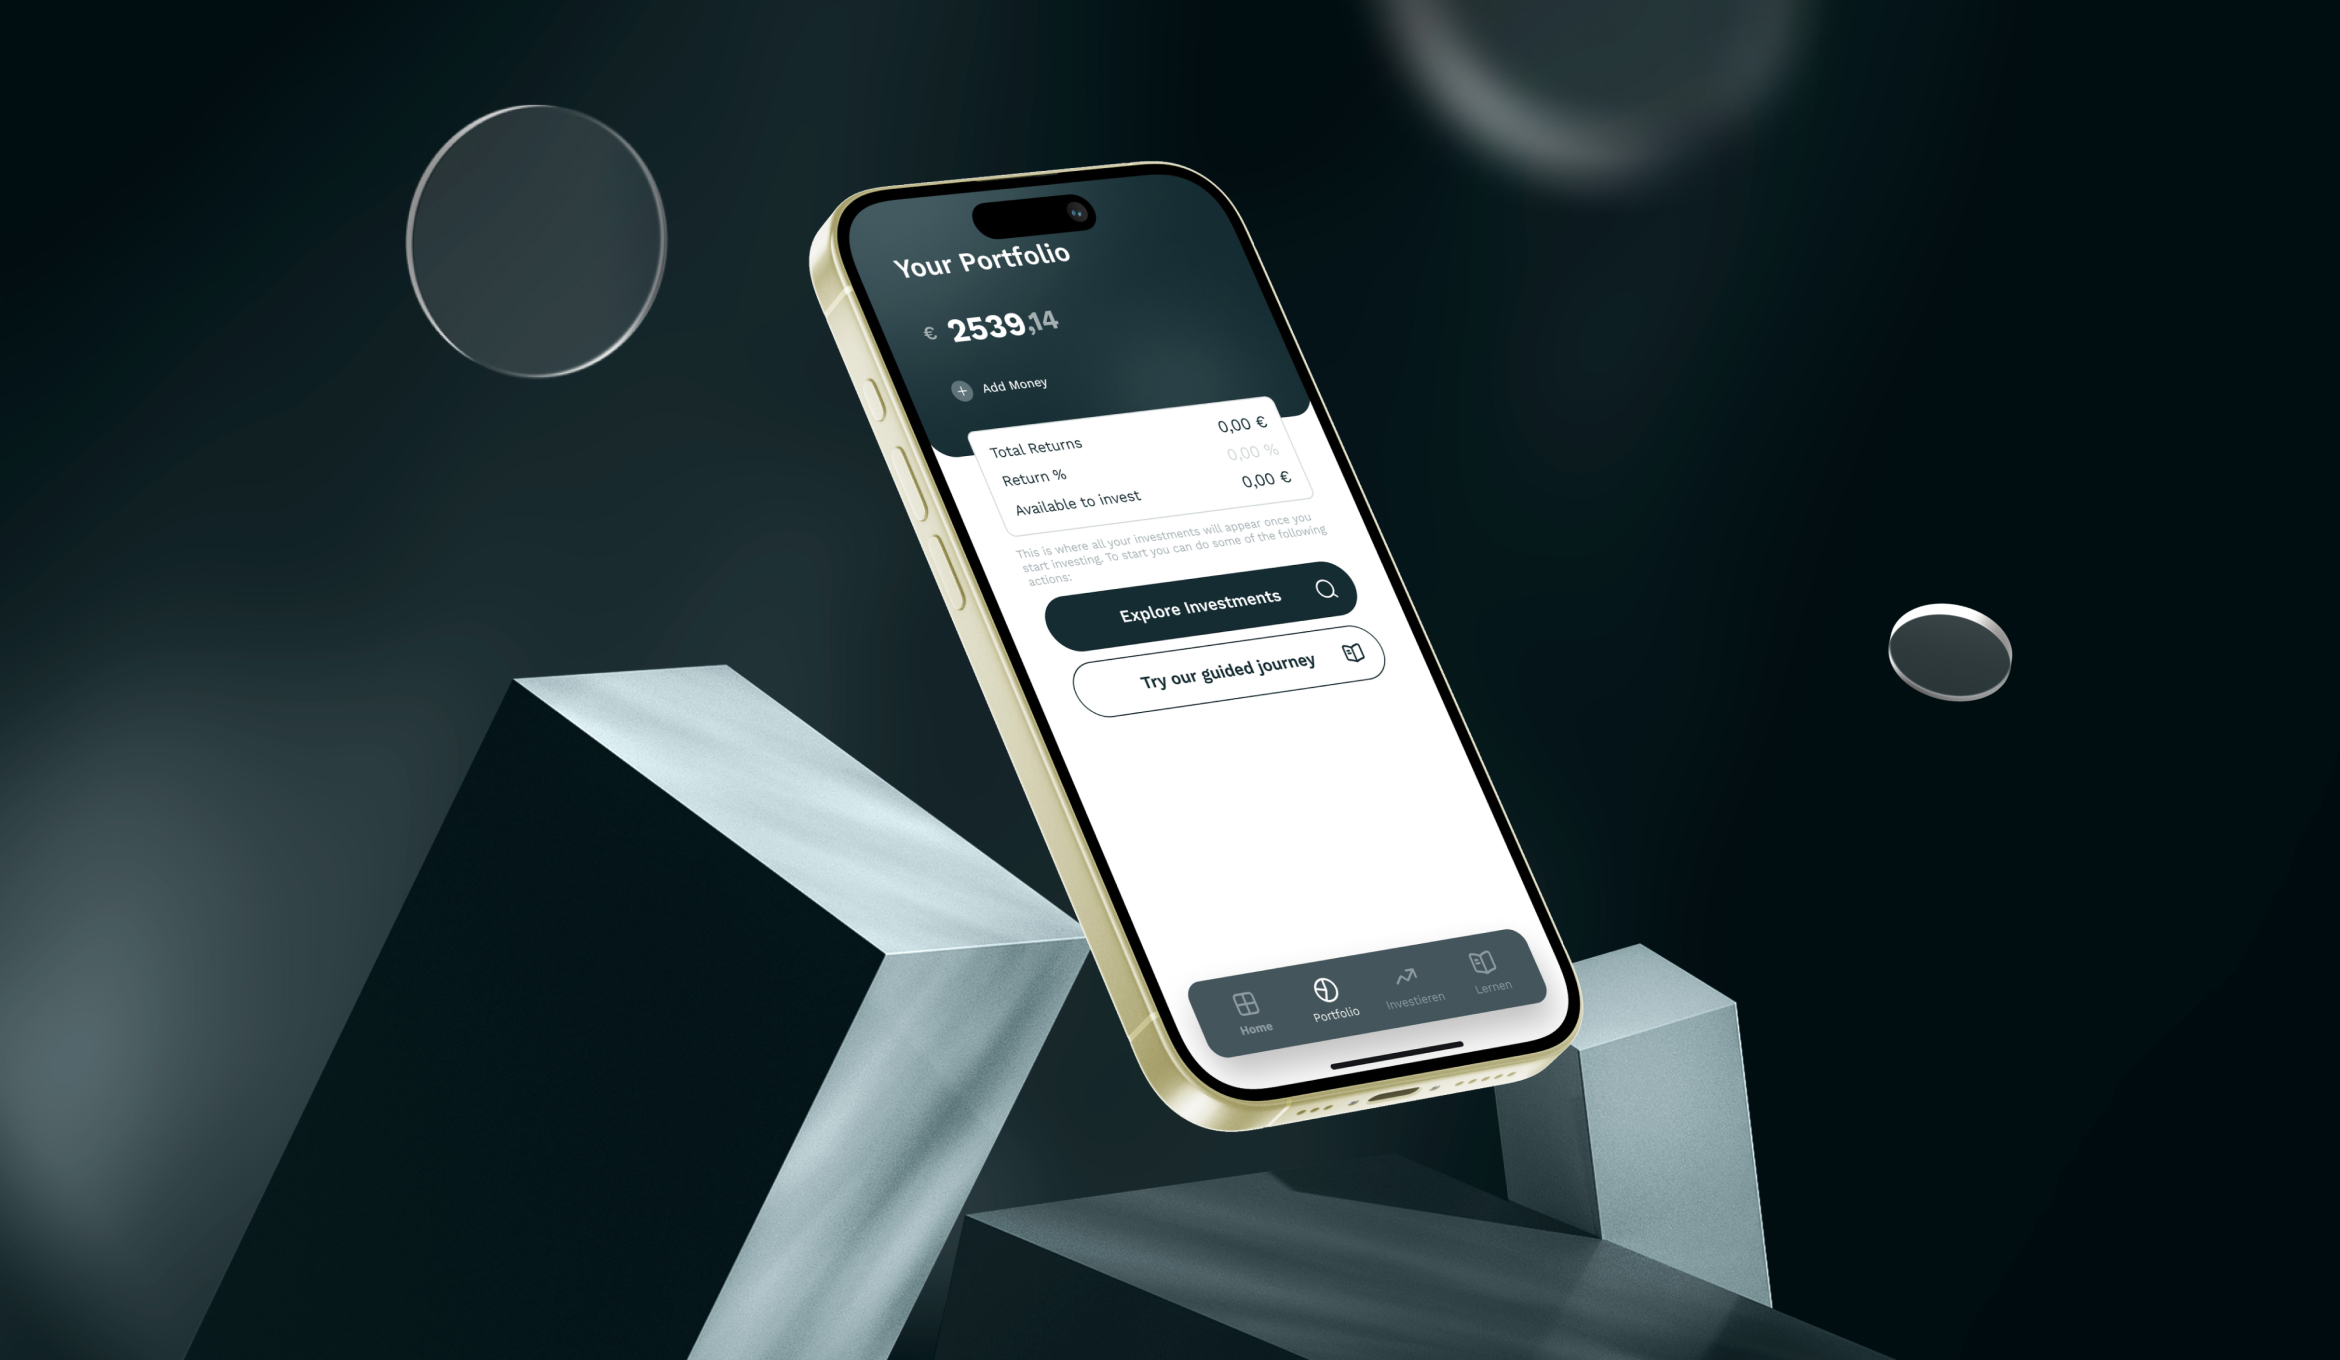 Your Portfolio
€ 2539,14
Add Money
Total Returns 0,00 €
Return % 0,00 %
Available to invest 0,00 €
This is where all your investments will appear once you
start investing. To start you can do some of the following
actions:
Explore Investments
Try our guided journey
Home Portfolio Investieren Lernen